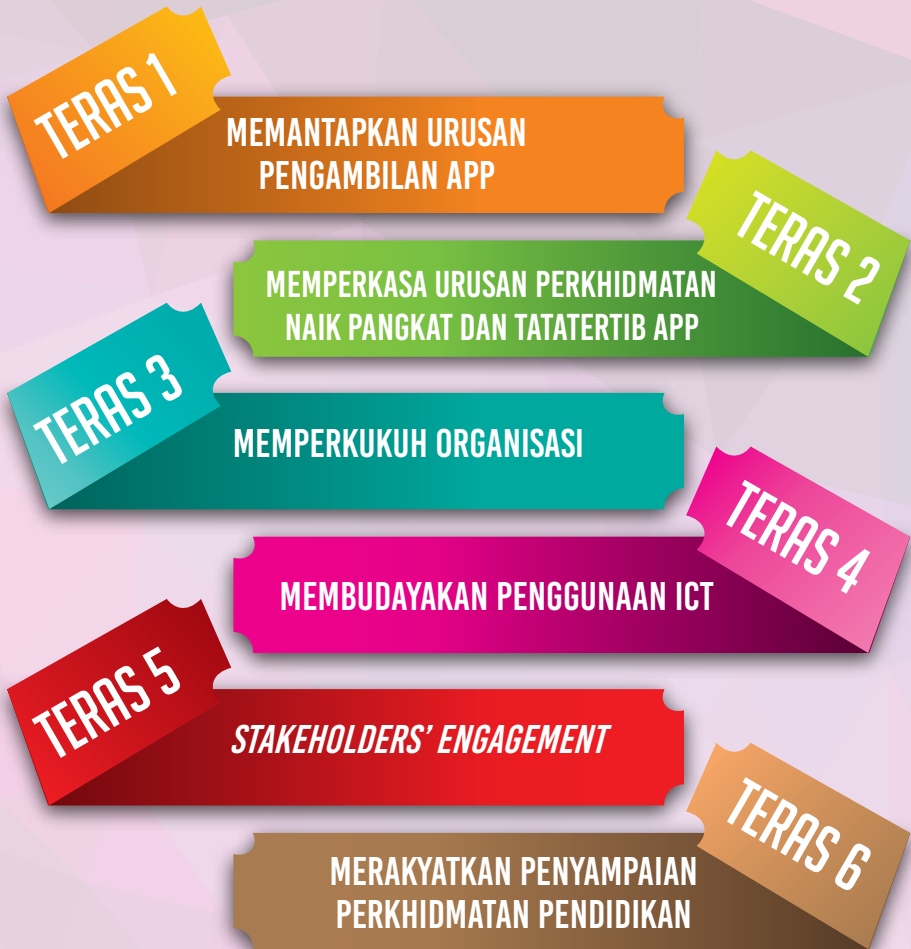 TERAS 1
MEMANTAPKAN URUSAN
PENGAMBILAN APP
TERAS 2
MEMPERKASA URUSAN PERKHIDMATAN
NAIK PANGKAT DAN TATATERTIB APP
TERAS 3
MEMPERKUKUH ORGANISASI
TERAS 4
MEMBUDAYAKAN PENGGUNAAN ICT
TERAS 5
STAKEHOLDERS' ENGAGEMENT
TERAS 6
MERAKYATKAN PENYAMPAIAN
PERKHIDMATAN PENDIDIKAN